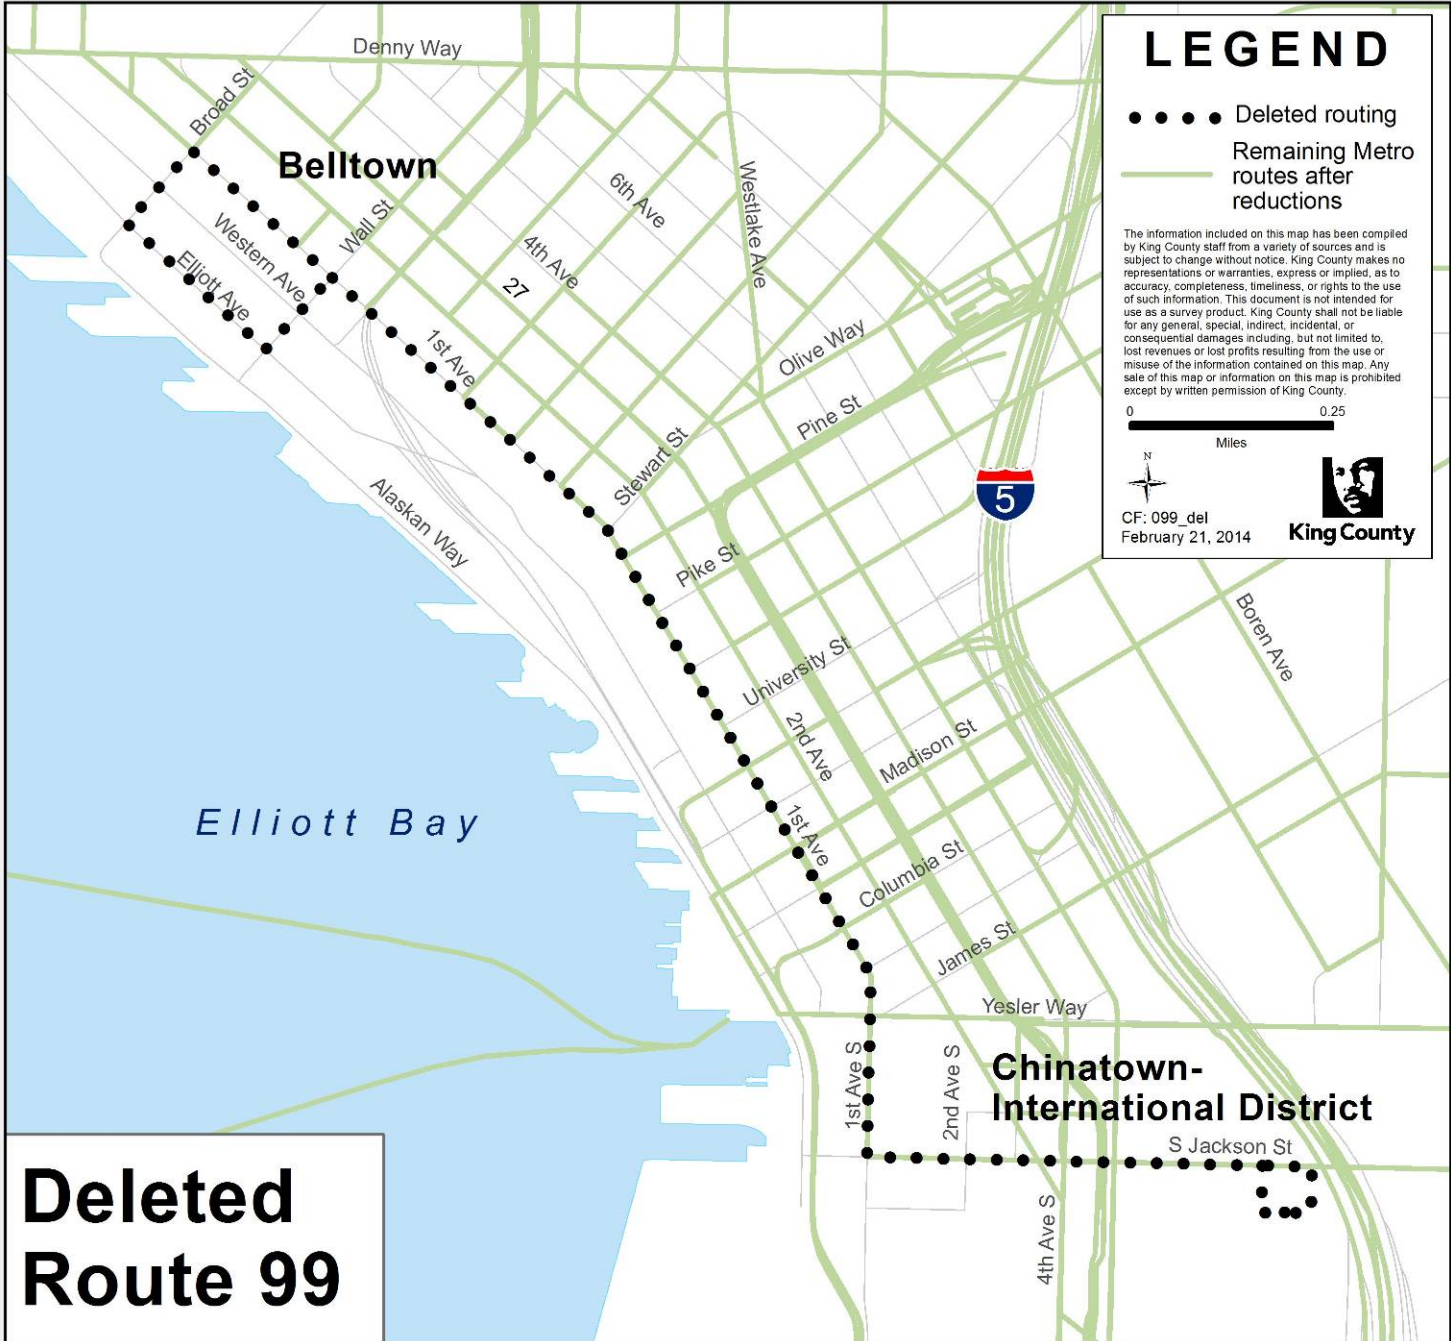 Denny Way
Broad St
Belltown
Wall St
Western Ave
Elliott Ave
6th Ave
4th Ave
27
Westlake Ave
1st Ave
Olive Way
Pine St
Stewart St
Pike St
Alaskan Way
5
University St
2nd Ave
Madison St
Boren Ave
1st Ave
Columbia St
James St
Yesler Way
Elliott Bay
1st Ave S
2nd Ave S
Chinatown-
International District
S Jackson St
4th Ave S
LEGEND
Deleted routing
Remaining Metro
routes after
reductions
The information included on this map has been compiled
by King County staff from a variety of sources and is
subject to change without notice. King County makes no
representations or warranties, express or implied, as to
accuracy, completeness, timeliness, or rights to the use
of such information. This document is not intended for
use as a survey product. King County shall not be liable
for any general, special, indirect, incidental, or
consequential damages including, but not limited to,
lost revenues or lost profits resulting from the use or
misuse of the information contained on this map. Any
sale of this map or information on this map is prohibited
except by written permission of King County.
0 0.25
Miles
N
CF: 099_del
February 21, 2014
King County
Deleted
Route 99